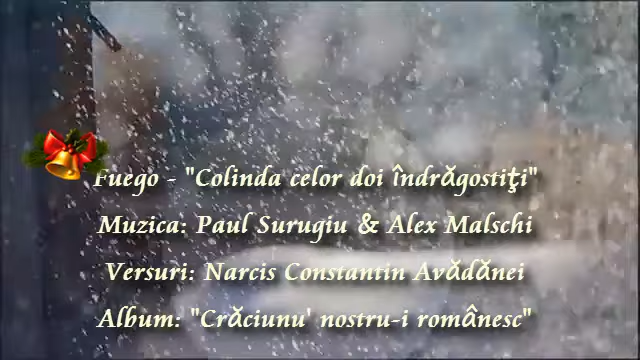 Fuego - "Colinda celor doi îndrăgostiţi"
Muzica: Paul Surugiu & Alex Malschi
Versuri: Narcis Constantin Avădănei
Album: "Crăciunu' nostru-i românesc"